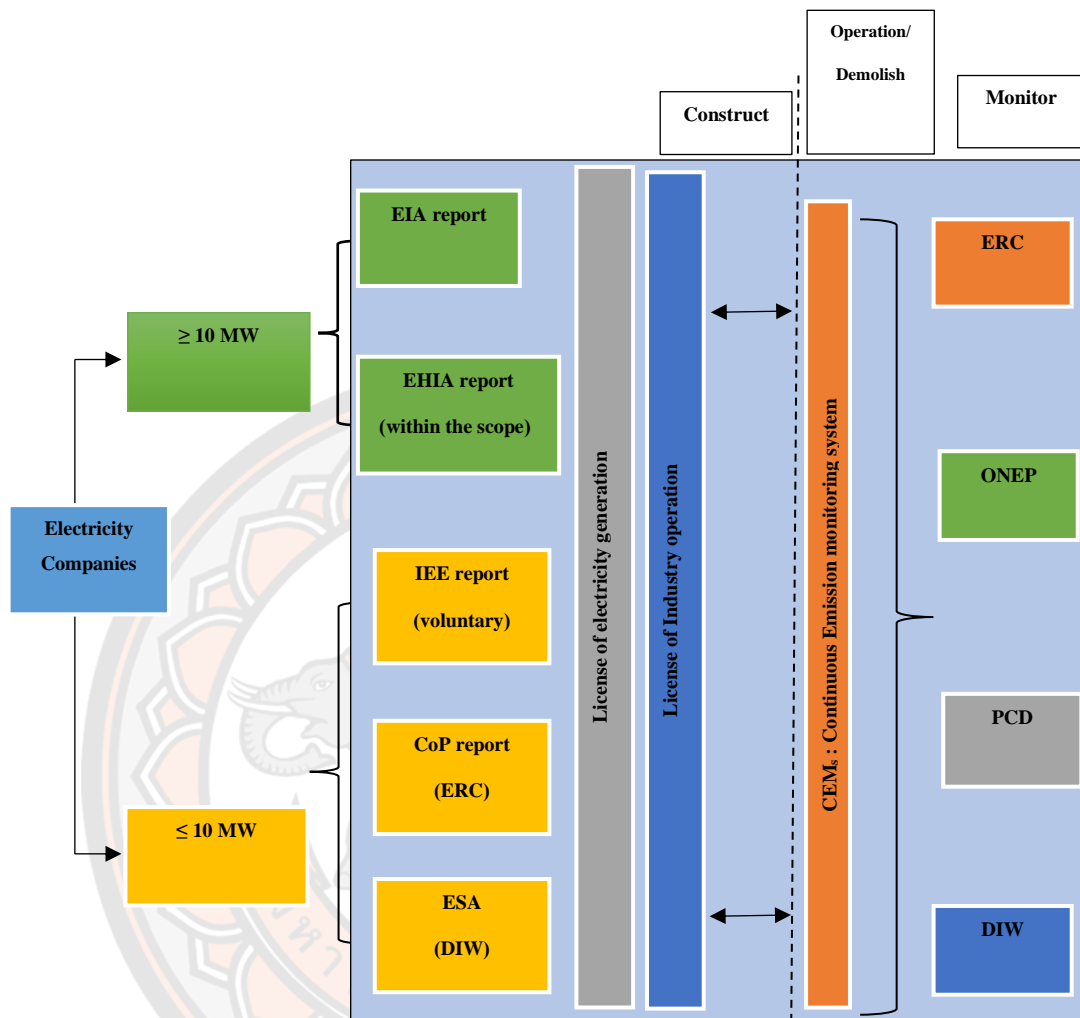 Operation/
Demolish
Construct
Monitor
EIA report
≥ 10 MW
EHIA report
(within the scope)
Electricity
Companies
IEE report
(voluntary)
CoP report
(ERC)
≤ 10 MW
ESA
(DIW)
License of electricity generation
License of Industry operation
CEMs : Continuous Emission monitoring system
ERC
ONEP
PCD
DIW